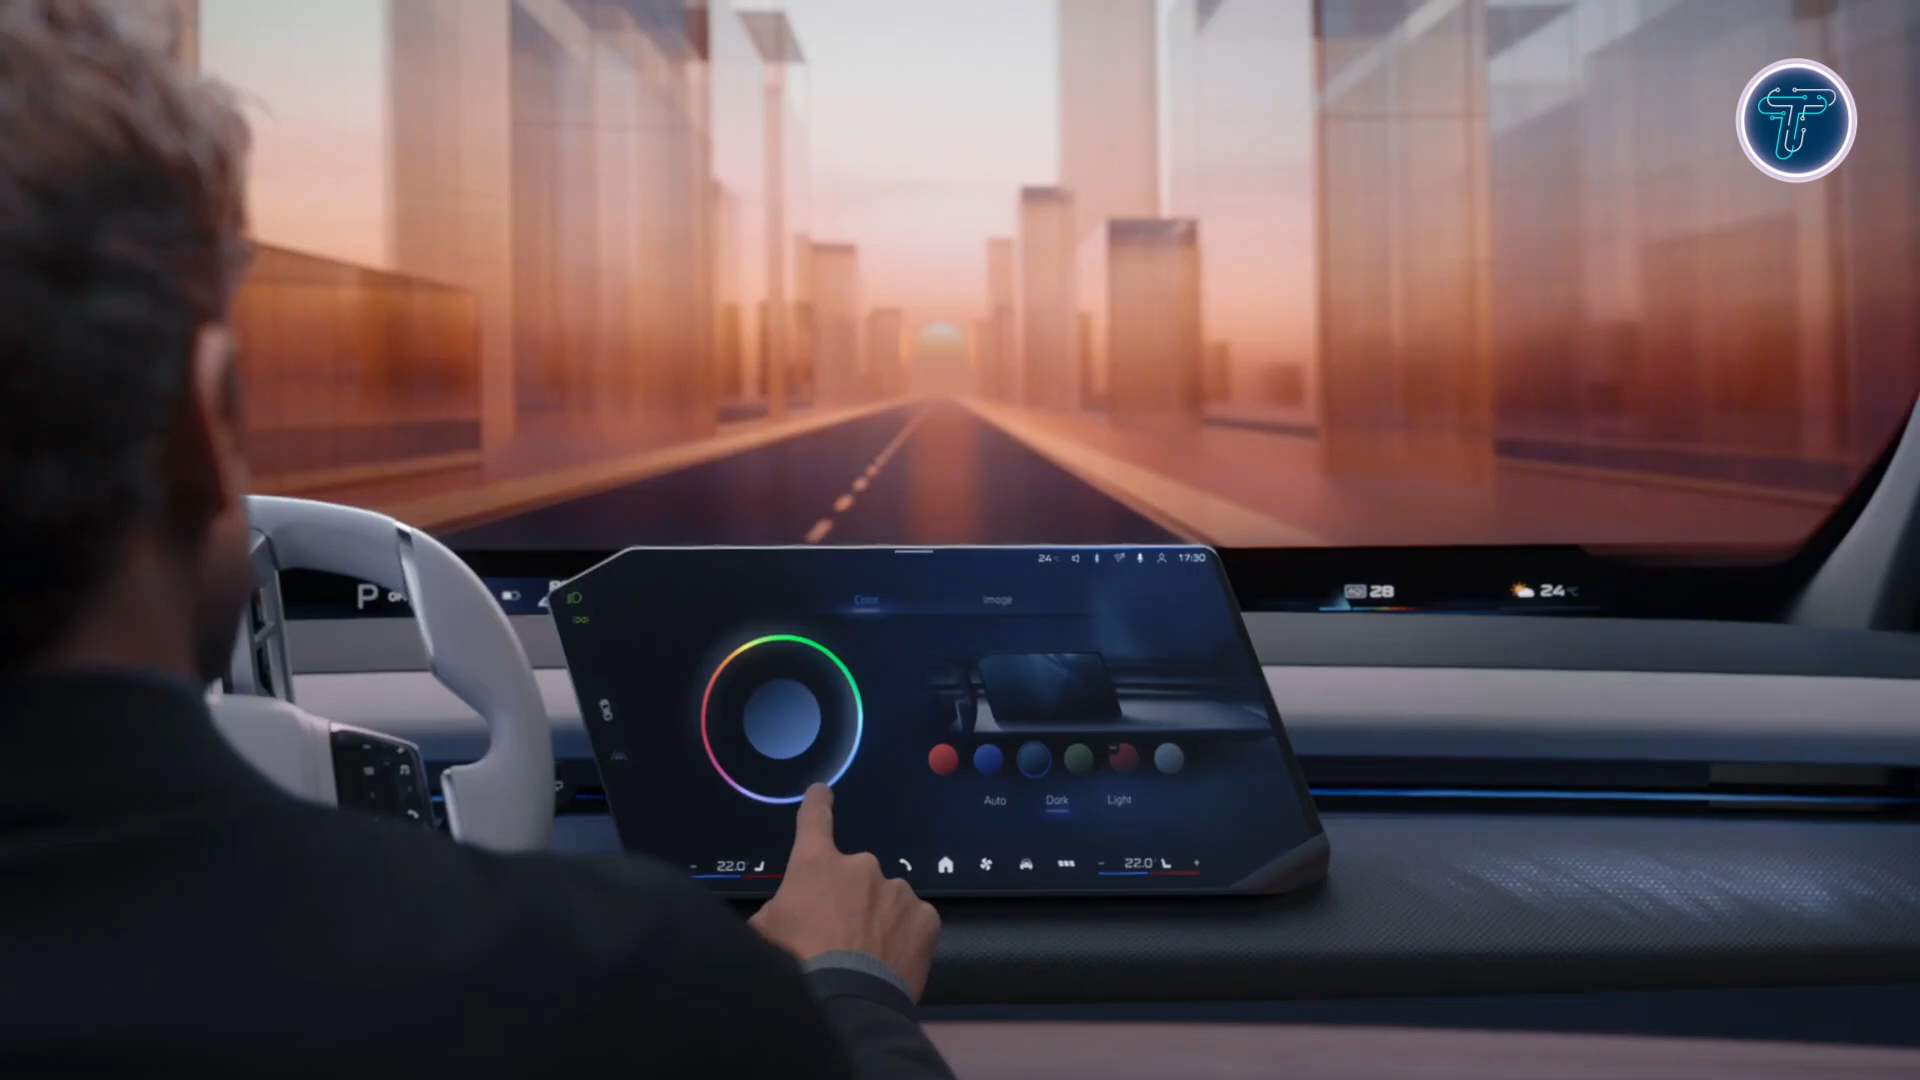 24°
17:30
P
28
24°C
Color
Image
Auto
Dark
Light
- 22.0°
- 22.0° +